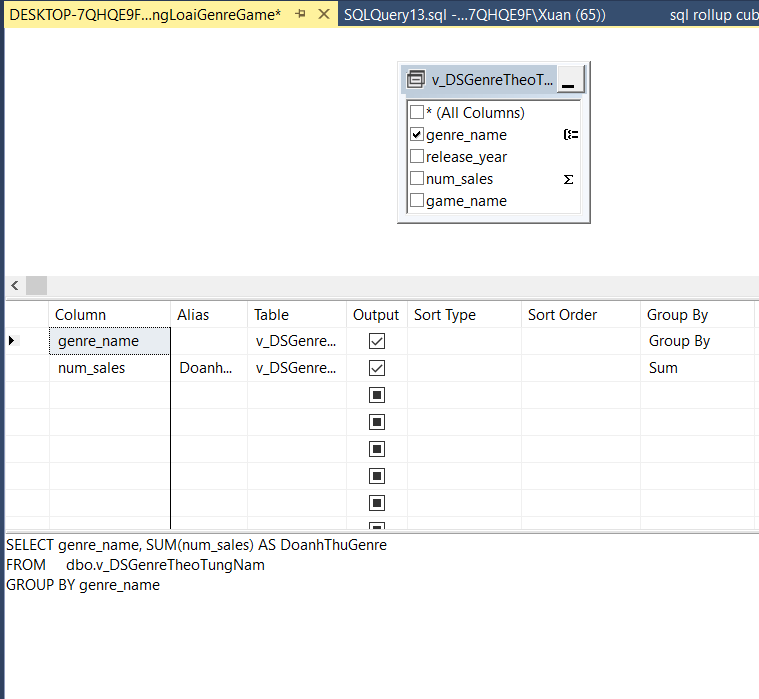 DESKTOP-7QHQE9F...ngLoaiGenreGame* SQLQuery13.sql -...7QHQE9F\Xuan (65)) sql rollup cub
v_DSGenreTheoT...
* (All Columns)
genre_name
release_year
num_sales Σ
game_name
Column Alias Table Output Sort Type Sort Order Group By
genre_name v_DSGenre... Group By
num_sales Doanh... v_DSGenre... Sum
SELECT genre_name, SUM(num_sales) AS DoanhThuGenre
FROM dbo.v_DSGenreTheoTungNam
GROUP BY genre_name